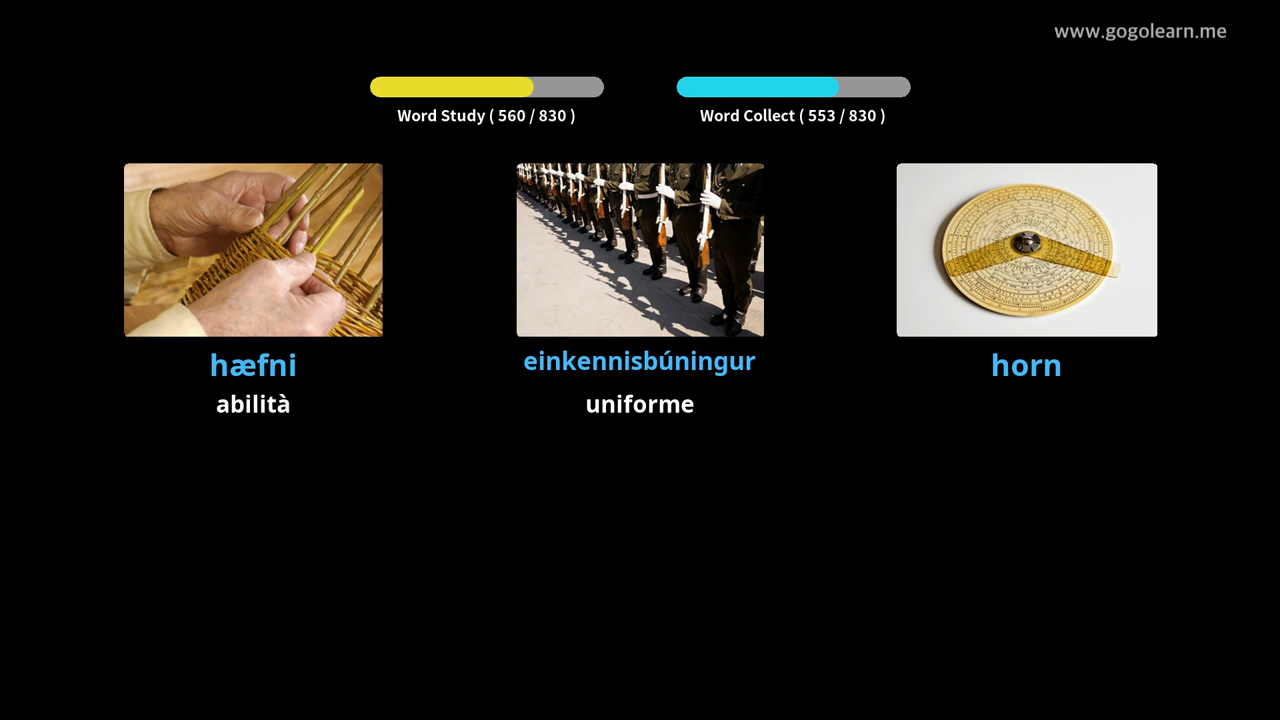 www.gogolearn.me
Word Study ( 560 / 830 )
Word Collect ( 553 / 830 )
hæfni
einkennisbúningur
horn
abilità
uniforme